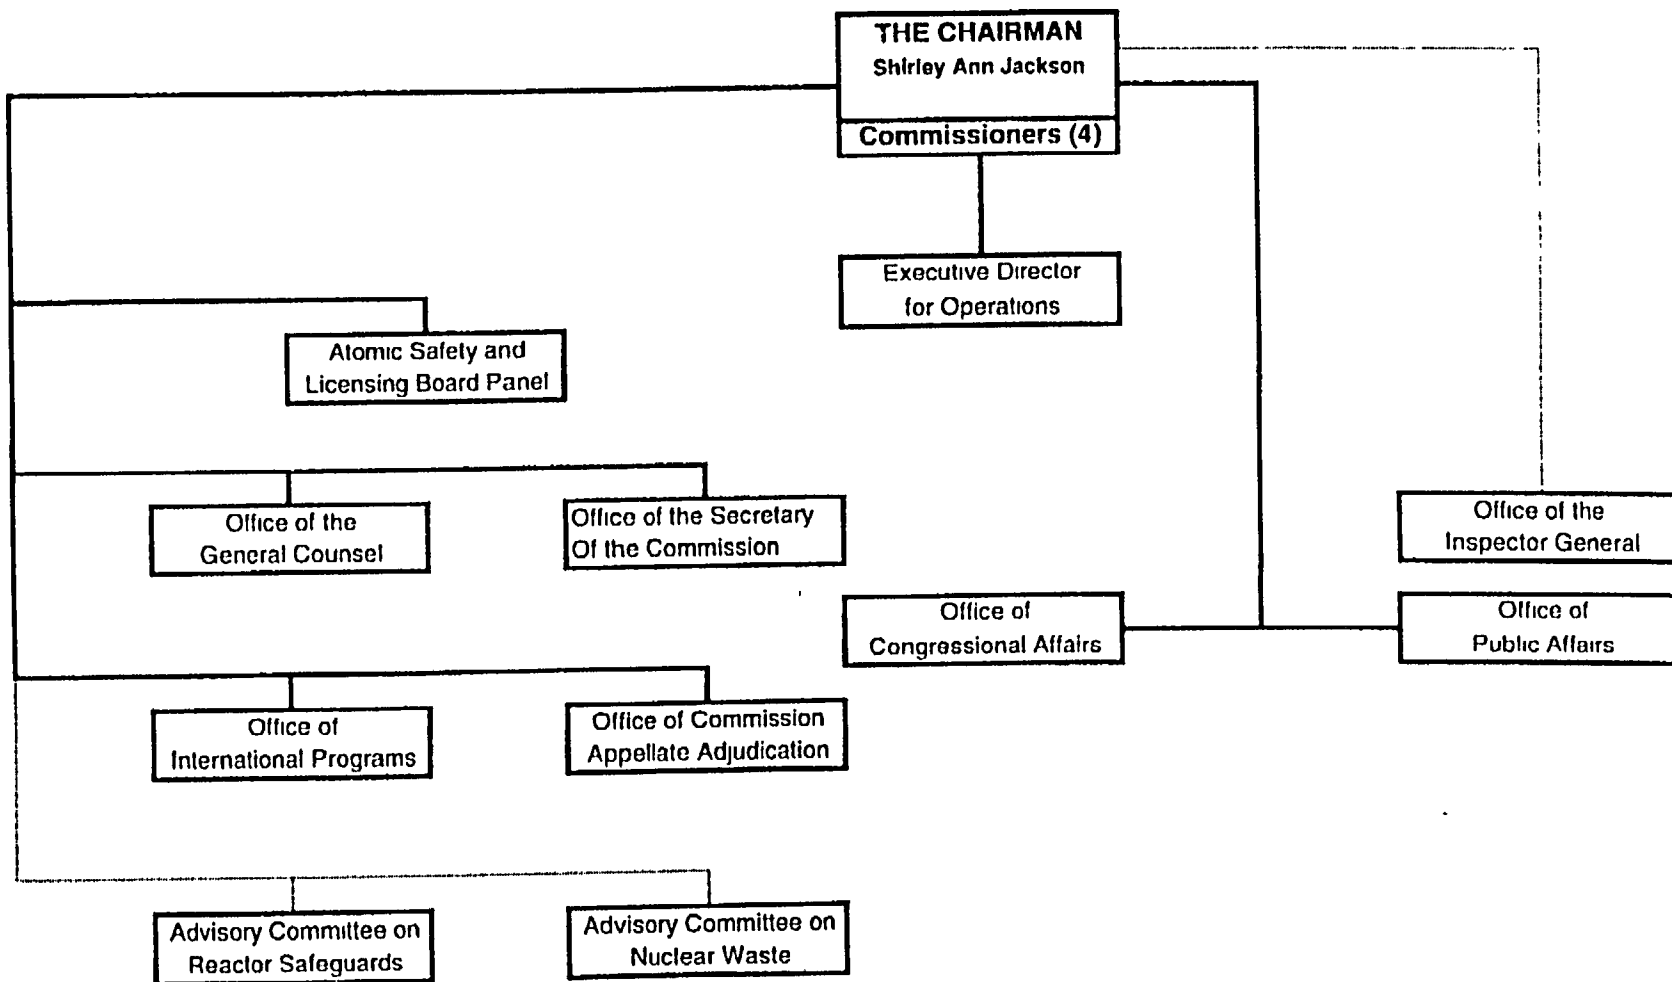 THE CHAIRMAN
Shirley Ann Jackson
Commissioners (4)
Executive Director
for Operations
Atomic Safety and
Licensing Board Panel
Office of the
General Counsel
Office of the Secretary
Of the Commission
Office of the
Inspector General
Office of
Congressional Affairs
Office of
Public Affairs
Office of
International Programs
Office of Commission
Appellate Adjudication
Advisory Committee on
Reactor Safeguards
Advisory Committee on
Nuclear Waste